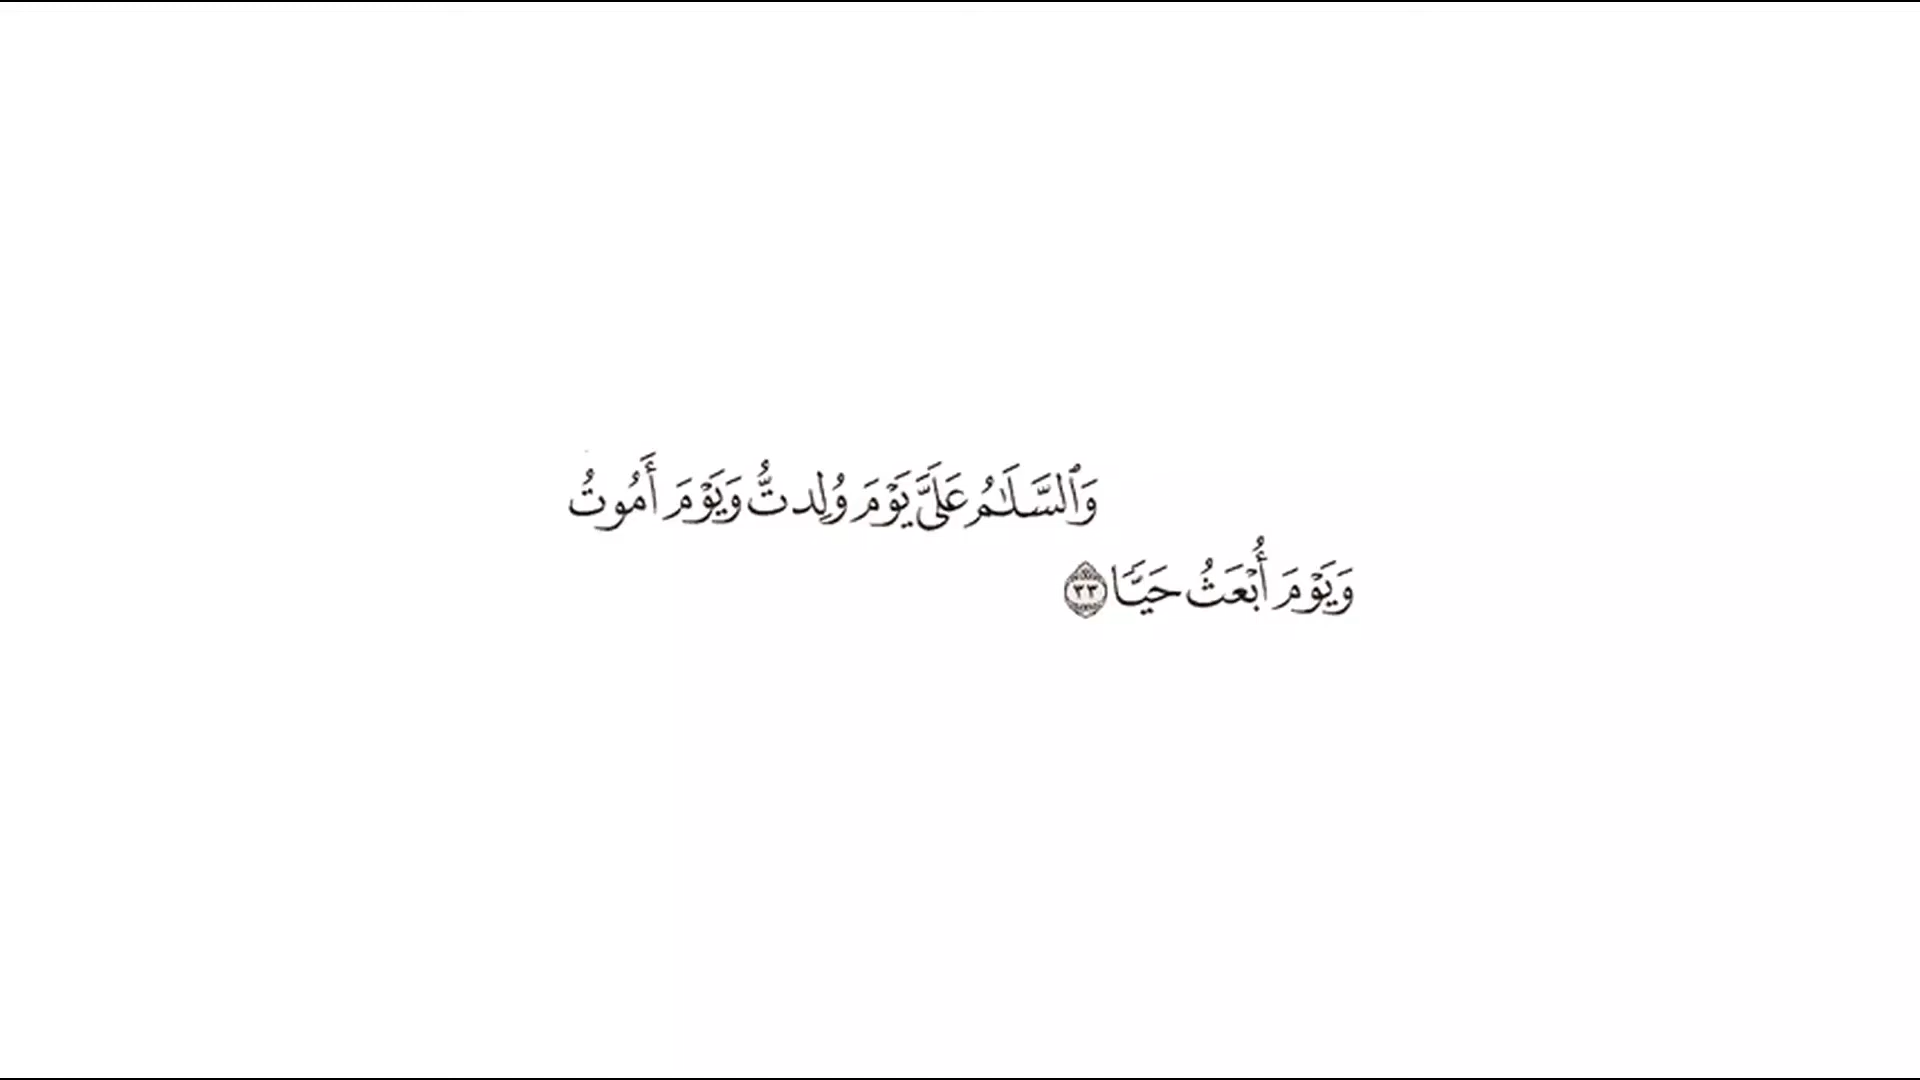 وَٱلسَّلَٰمُ عَلَىَّ يَوْمَ وُلِدتُّ وَيَوْمَ أَمُوتُ
وَيَوْمَ أُبْعَثُ حَيًّا ٣٣